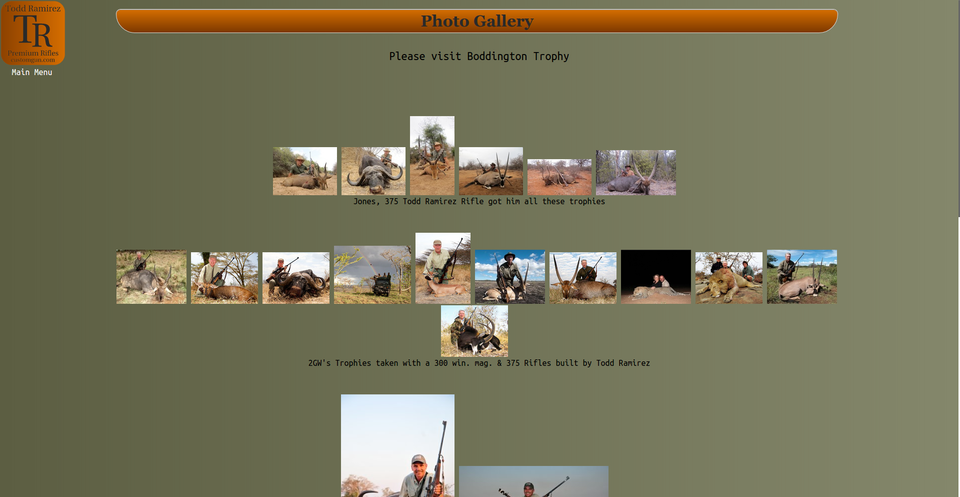 Todd Ramirez
TR
Premium Rifles
Main Menu
Photo Gallery
Please visit Boddington Trophy
Jones, 375 Todd Ramirez Rifle got him all these trophies
2GW's Trophies taken with a 300 win. mag. & 375 Rifles built by Todd Ramirez